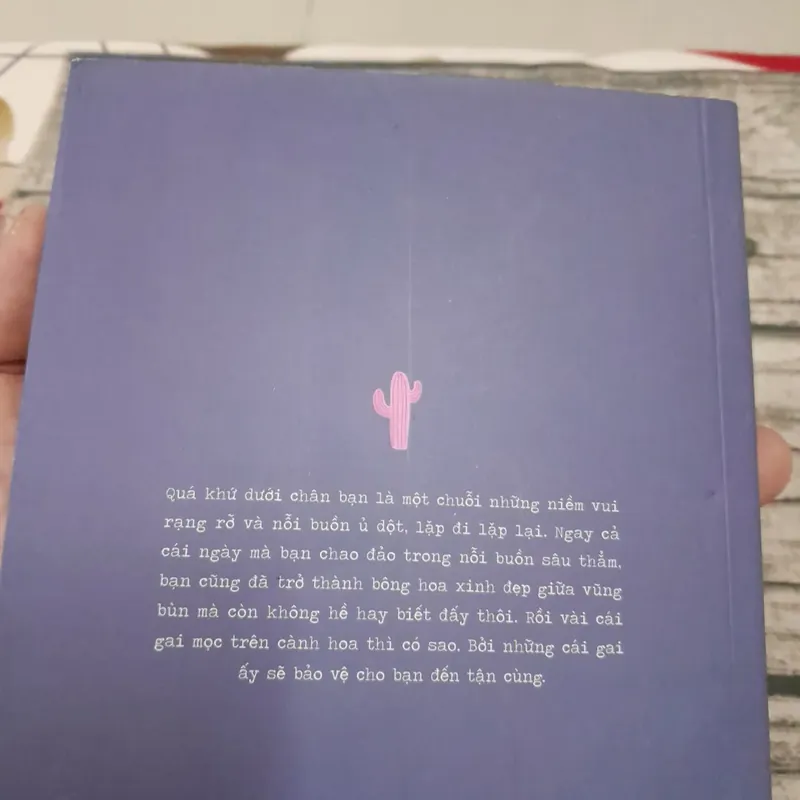 Quá khứ dưới chân bạn là một chuỗi những niềm vui
rạng rỡ và nỗi buồn ủ dột, lặp đi lặp lại. Ngay cả
cái ngày mà bạn chao đảo trong nỗi buồn sâu thẳm,
bạn cũng đã trở thành bông hoa xinh đẹp giữa vũng
bùn mà còn không hề hay biết đấy thôi. Rồi vài cái
gai mọc trên cành hoa thì có sao. Bởi những cái gai
ấy sẽ bảo vệ cho bạn đến tận cùng.